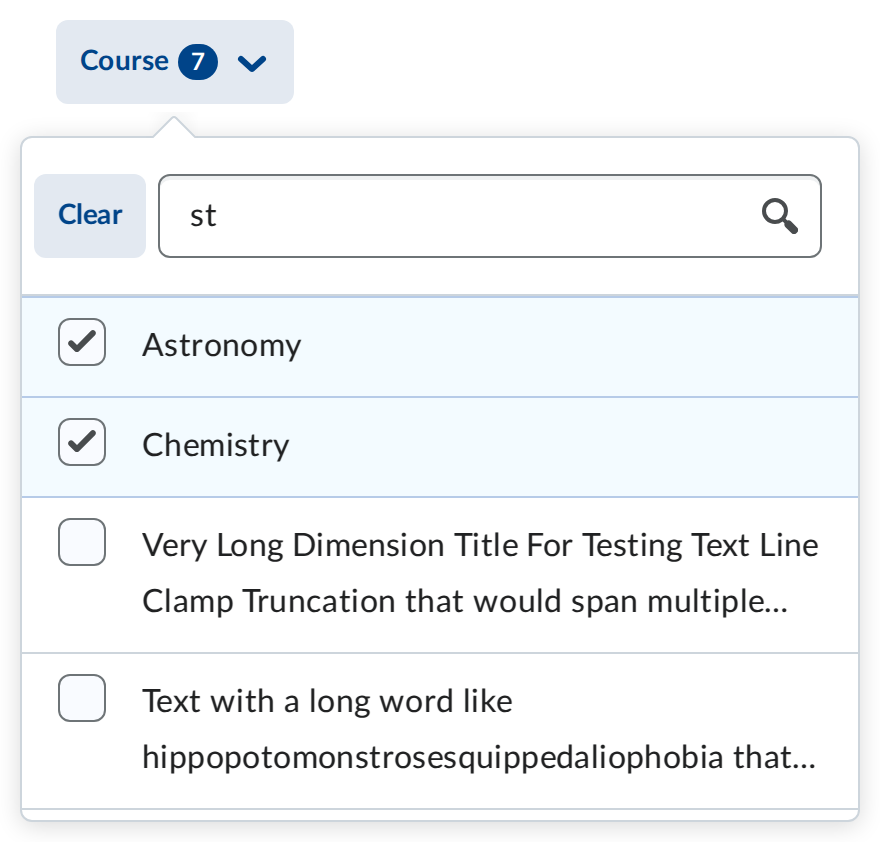 Course 7
Clear
st
Astronomy
Chemistry
Very Long Dimension Title For Testing Text Line
Clamp Truncation that would span multiple...
Text with a long word like
hippopotomonstrosesquippedaliophobia that...